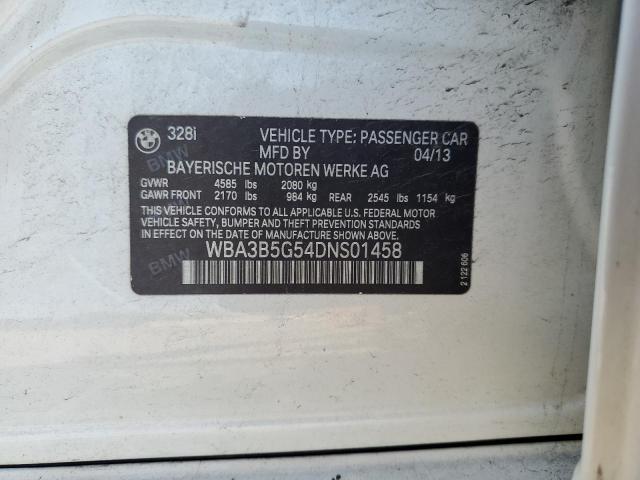 328i VEHICLE TYPE: PASSENGER CAR
MFD BY 04/13
BAYERISCHE MOTOREN WERKE AG
GVWR 4585 lbs 2080 kg
GAWR FRONT 2170 lbs 984 kg REAR 2545 lbs 1154 kg
THIS VEHICLE CONFORMS TO ALL APPLICABLE U.S. FEDERAL MOTOR
VEHICLE SAFETY, BUMPER, AND THEFT PREVENTION STANDARDS
IN EFFECT ON THE DATE OF MANUFACTURE SHOWN ABOVE.
WBA3B5G54DNS01458
BMW
BMW
BMW
2 122 606